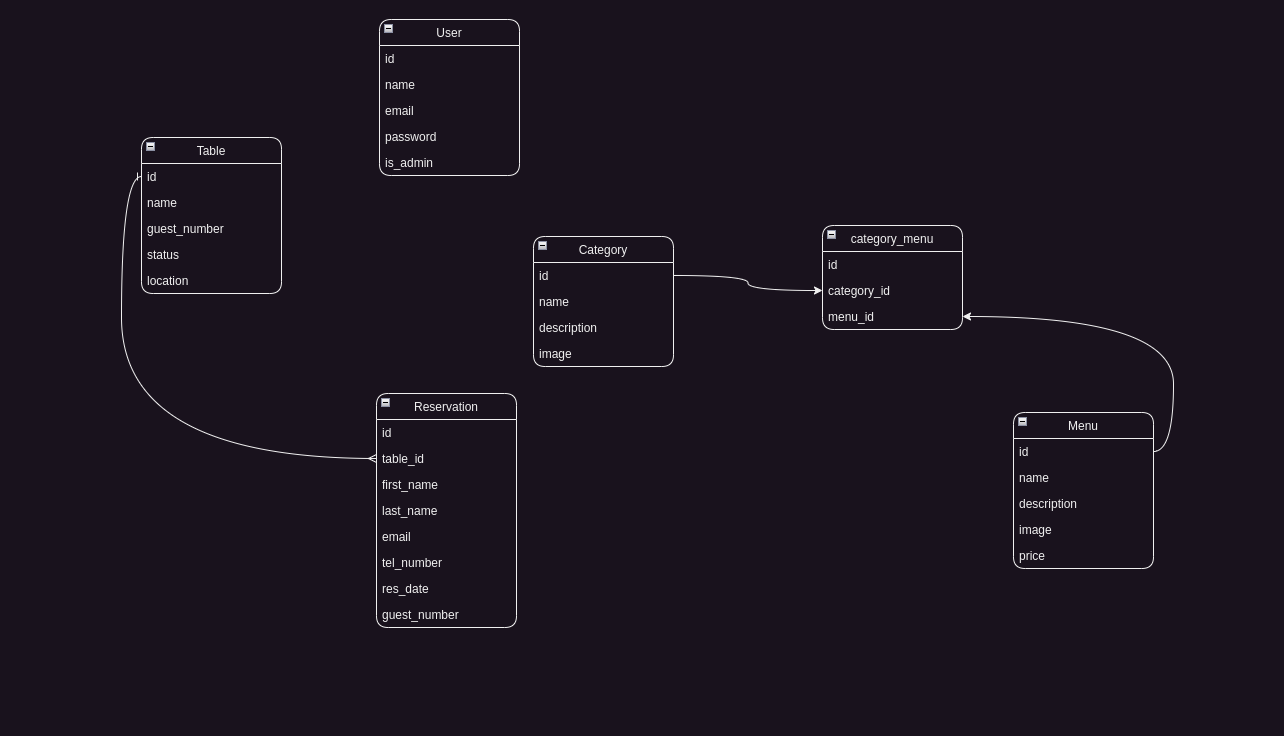 User
id
name
email
password
is_admin
Table
id
name
guest_number
status
location
Category
id
name
description
image
category_menu
id
category_id
menu_id
Reservation
id
table_id
first_name
last_name
email
tel_number
res_date
guest_number
Menu
id
name
description
image
price